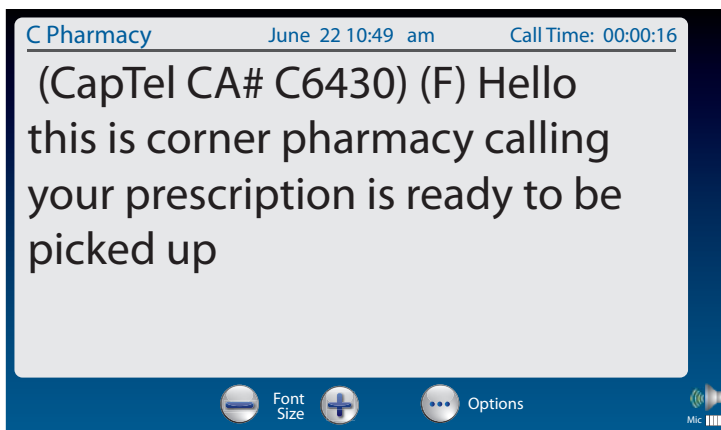 C Pharmacy June 22 10:49 am Call Time: 00:00:16
(CapTel CA# C6430) (F) Hello
this is corner pharmacy calling
your prescription is ready to be
picked up
Font
Size
Options
Mic